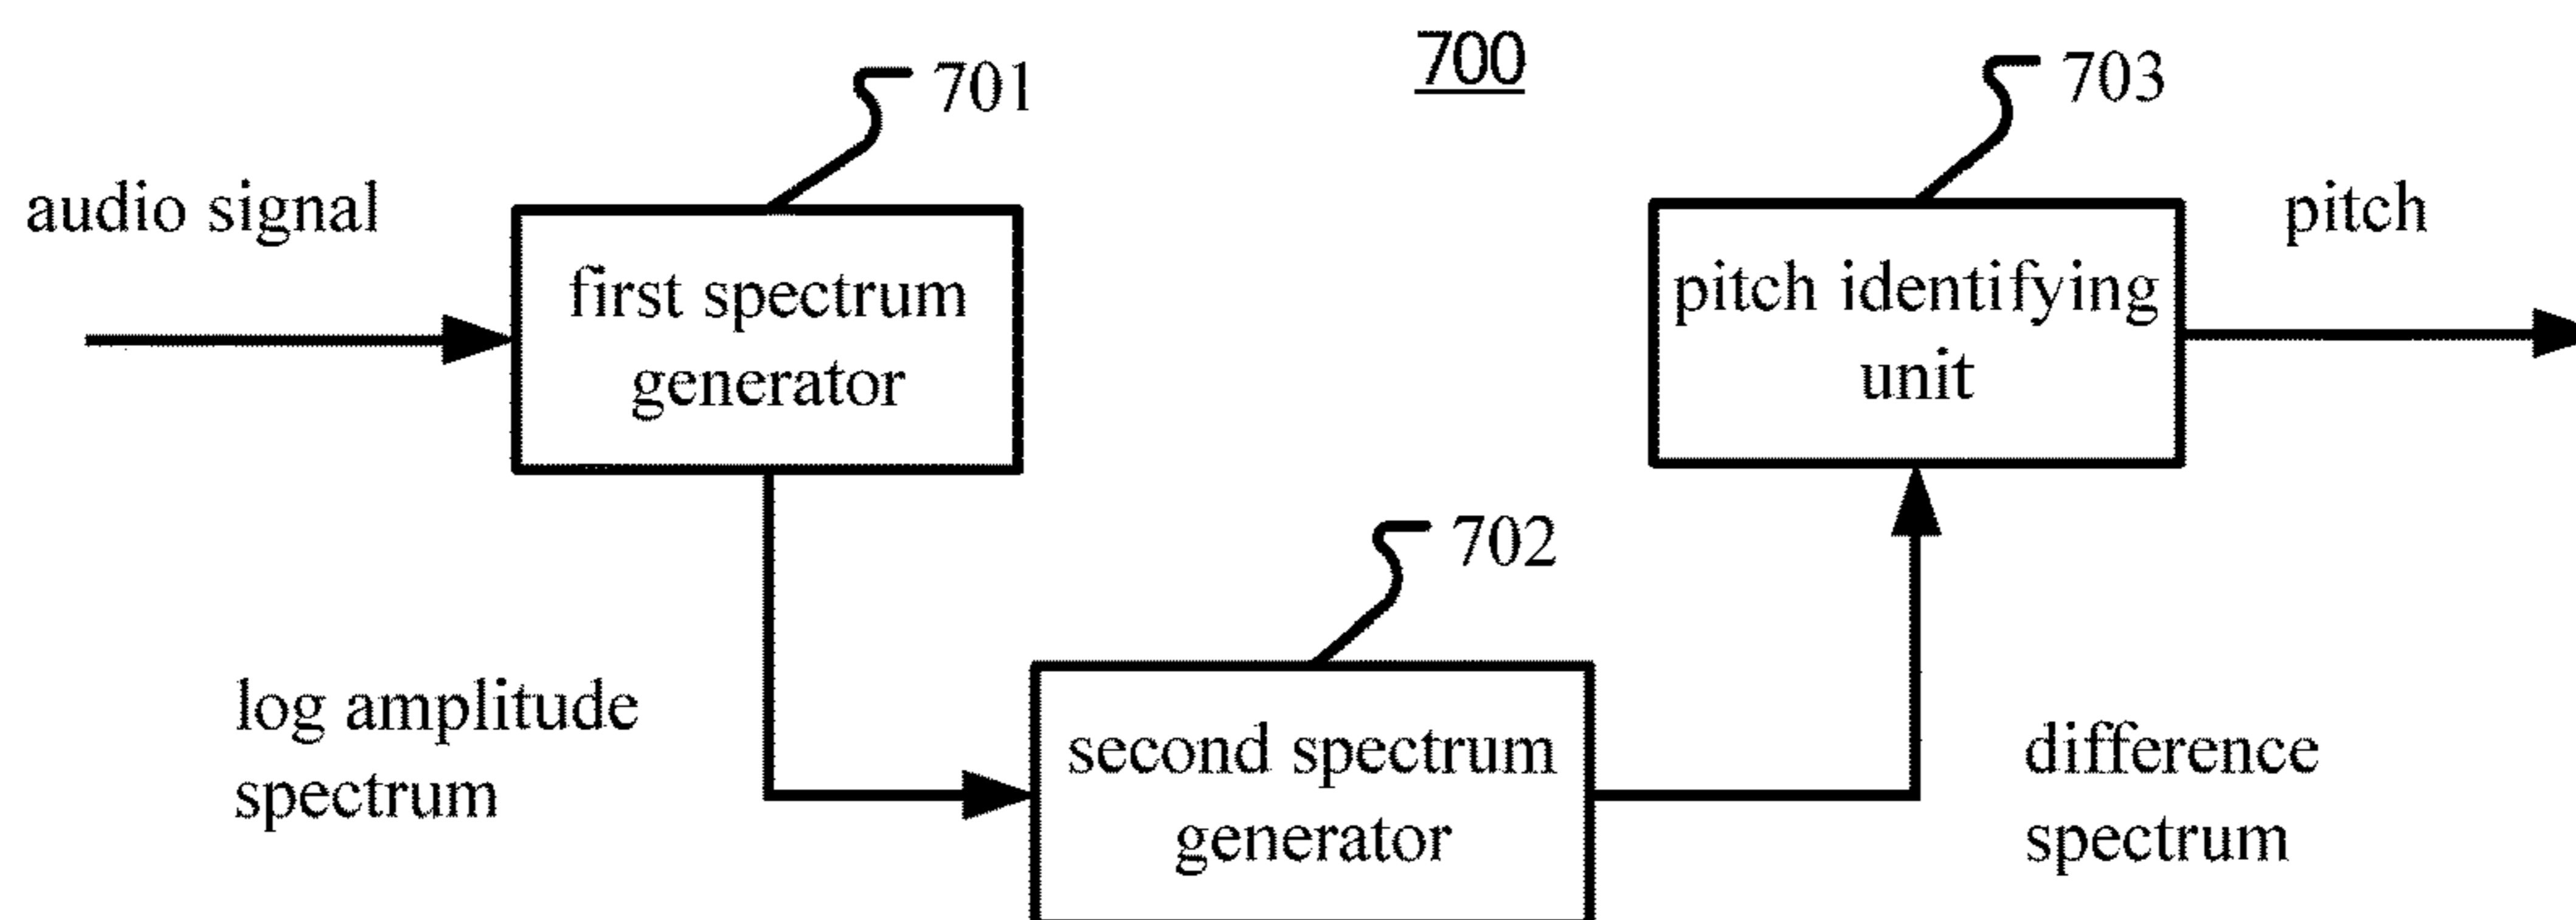 700
701
703
audio signal
first spectrum
generator
pitch identifying
unit
pitch
702
log amplitude
spectrum
second spectrum
generator
difference
spectrum